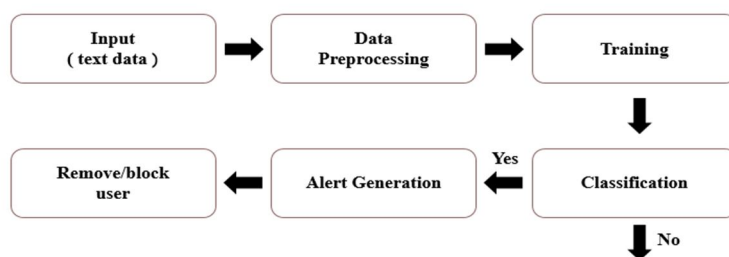 Input
( text data )
Data
Preprocessing
Training
Remove/block
user
Alert Generation
Yes
Classification
No